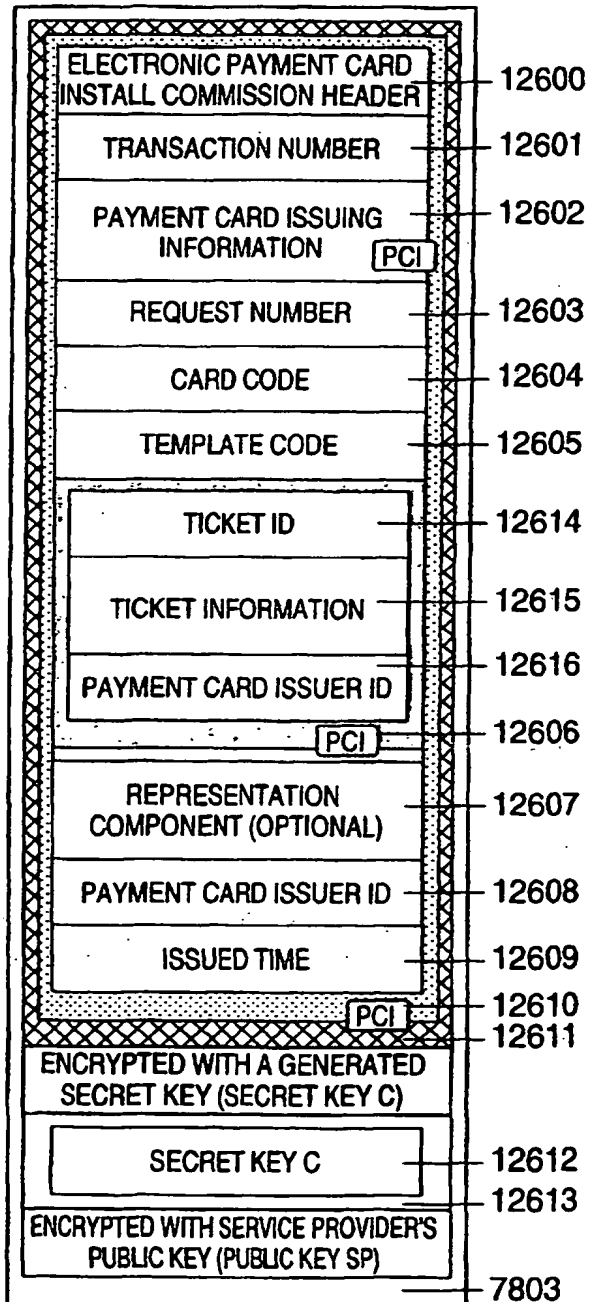 ELECTRONIC PAYMENT CARD
INSTALL COMMISSION HEADER
12600
TRANSACTION NUMBER
12601
PAYMENT CARD ISSUING
INFORMATION
12602
PCI
REQUEST NUMBER
12603
CARD CODE
12604
TEMPLATE CODE
12605
TICKET ID
12614
TICKET INFORMATION
12615
12616
PAYMENT CARD ISSUER ID
PCI
12606
REPRESENTATION
COMPONENT (OPTIONAL)
12607
PAYMENT CARD ISSUER ID
12608
ISSUED TIME
12609
12610
PCI
12611
ENCRYPTED WITH A GENERATED
SECRET KEY (SECRET KEY C)
SECRET KEY C
12612
12613
ENCRYPTED WITH SERVICE PROVIDER'S
PUBLIC KEY (PUBLIC KEY SP)
7803